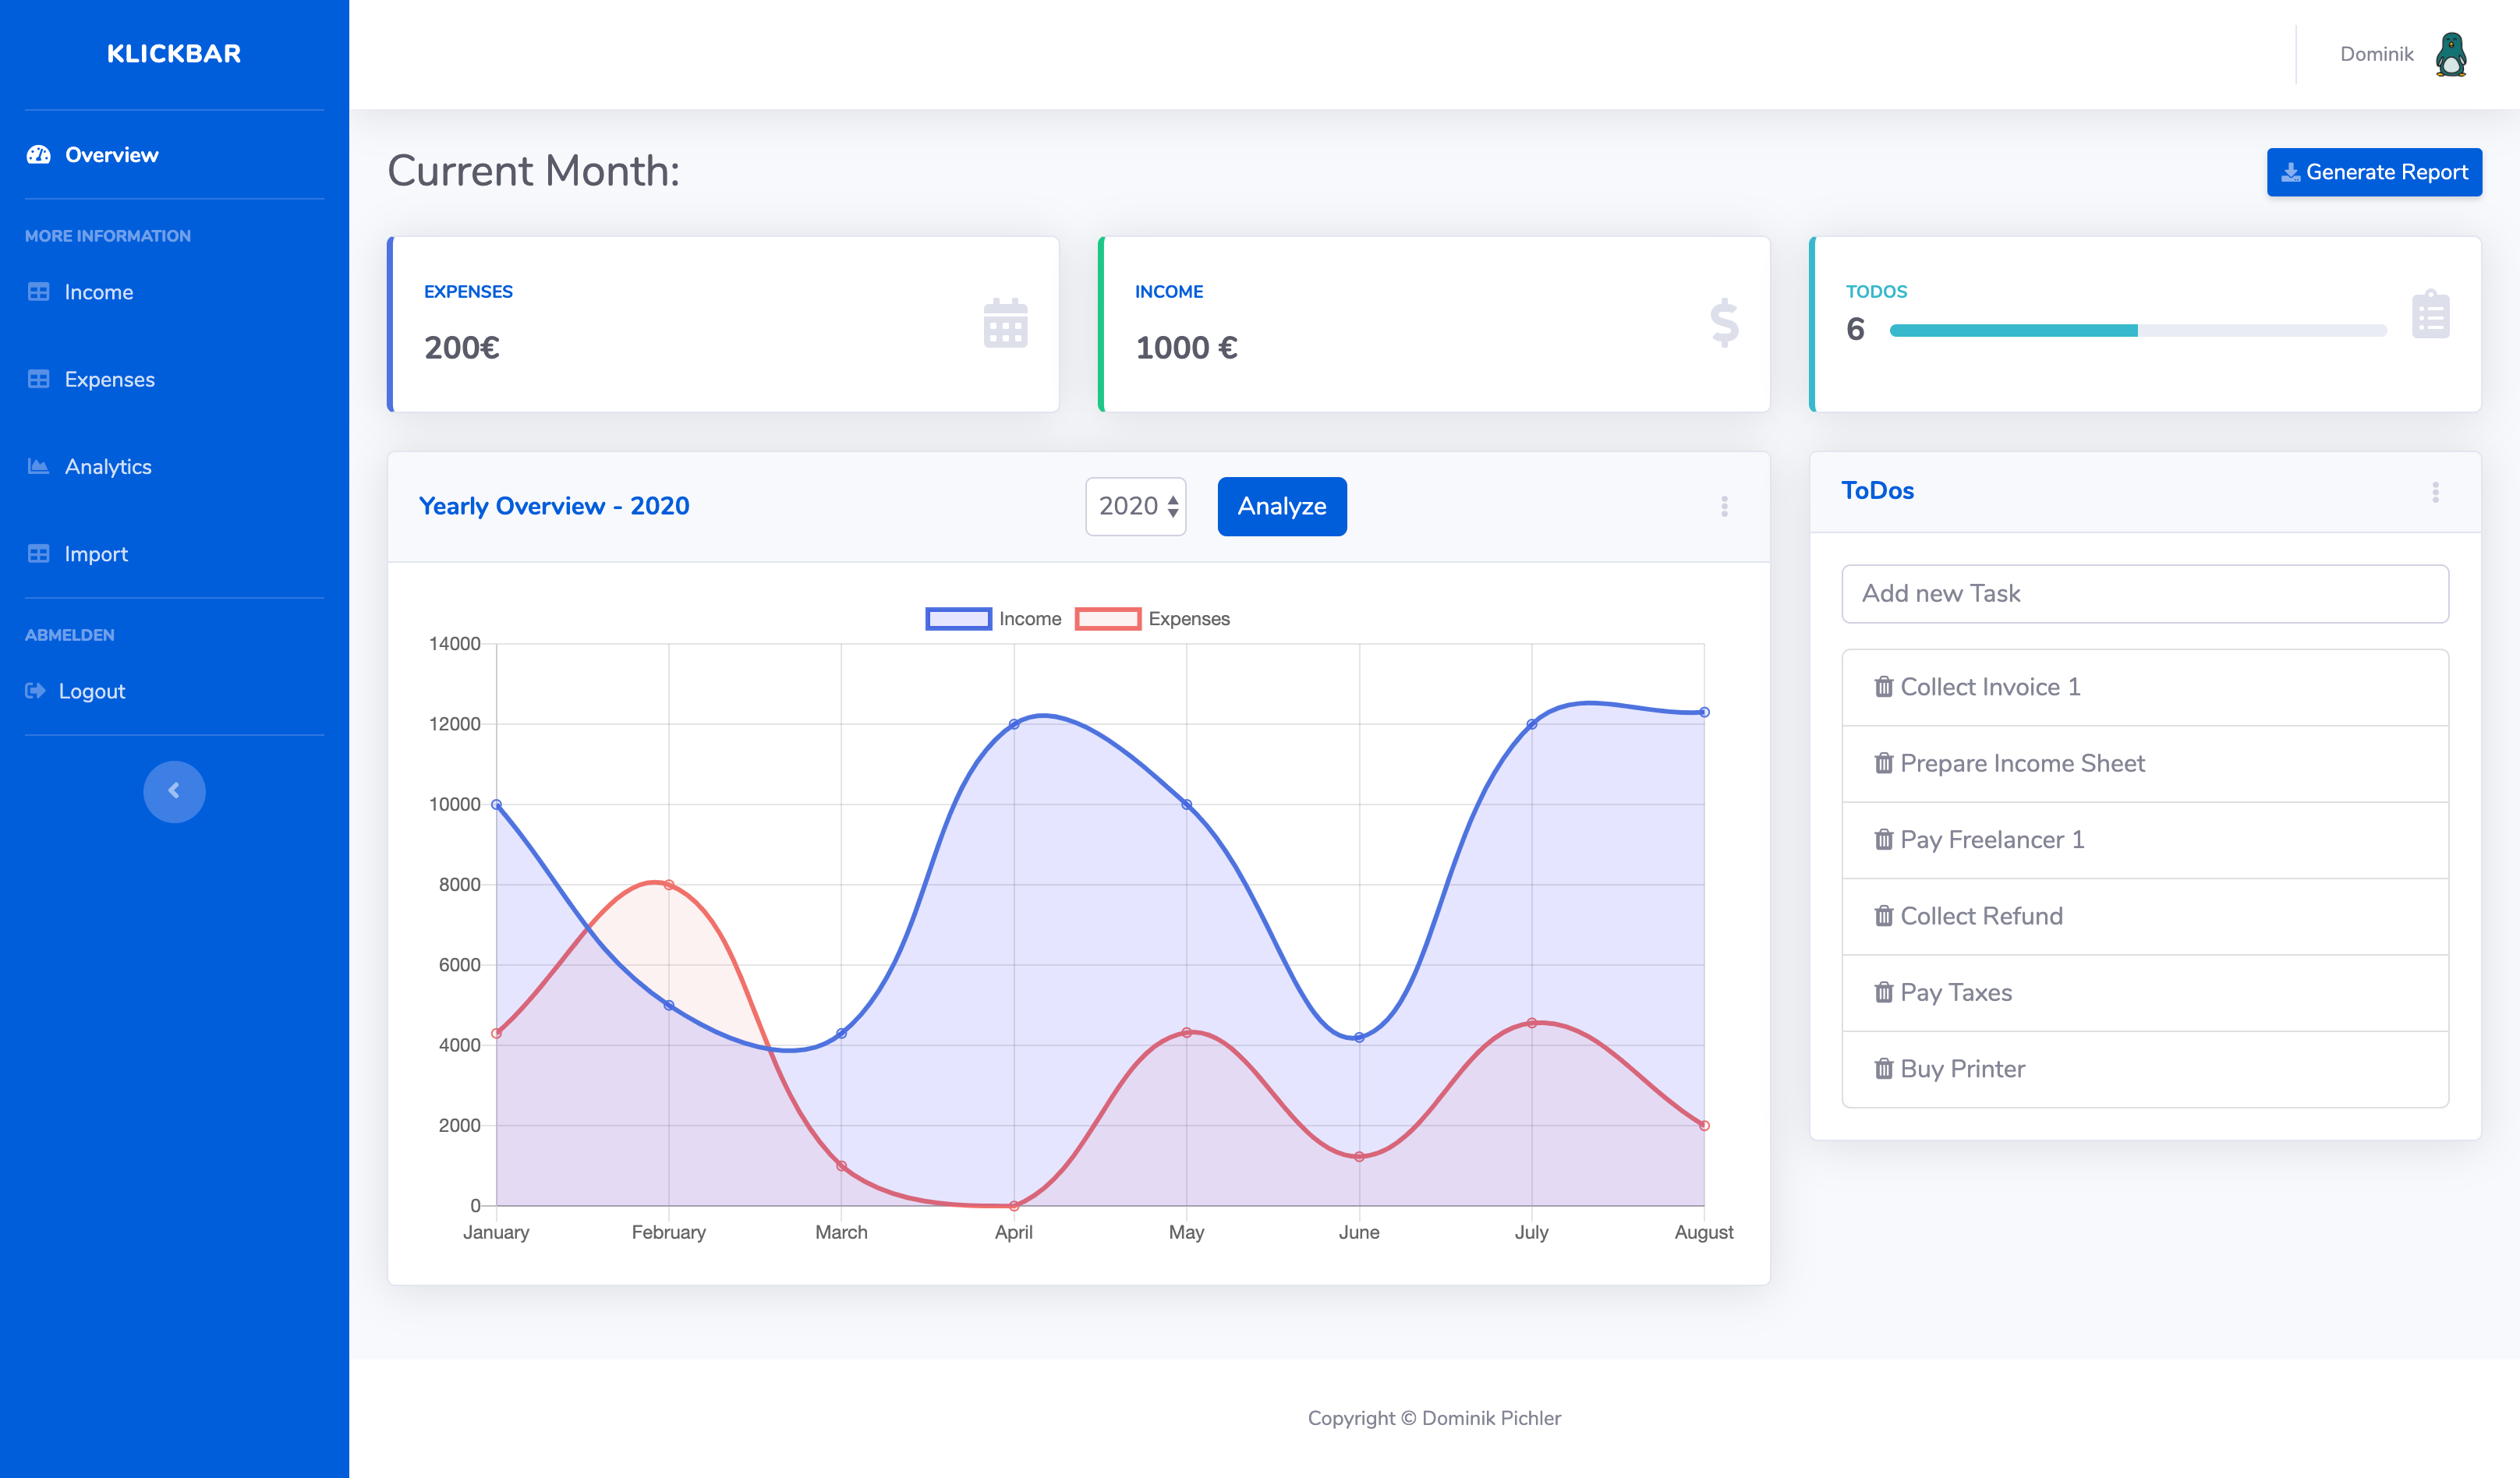 KLICKBAR
Dominik
Overview
MORE INFORMATION
Income
Expenses
Analytics
Import
ABMELDEN
Logout
Current Month:
Generate Report
EXPENSES
200€
INCOME
1000 €
TODOS
6
Yearly Overview - 2020
2020
Analyze
Income Expenses
14000
12000
10000
8000
6000
4000
2000
0
January February March April May June July August
ToDos
Add new Task
Collect Invoice 1
Prepare Income Sheet
Pay Freelancer 1
Collect Refund
Pay Taxes
Buy Printer
Copyright © Dominik Pichler